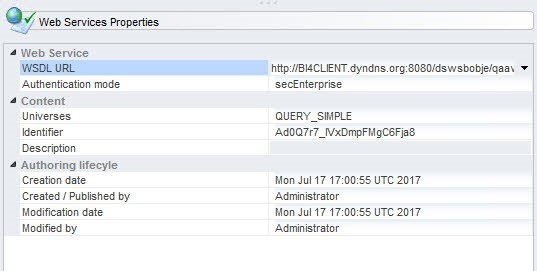 Web Services Properties
Web Service
WSDL URL http://BI4CLIENT.dyndns.org:8080/dswsbobje/qaav
Authentication mode secEnterprise
Content
Universes QUERY_SIMPLE
Identifier Ad0Q7r7_IVxDmpFMgC6Fja8
Description
Authoring lifecyle
Creation date Mon Jul 17 17:00:55 UTC 2017
Created / Published by Administrator
Modification date Mon Jul 17 17:00:55 UTC 2017
Modified by Administrator